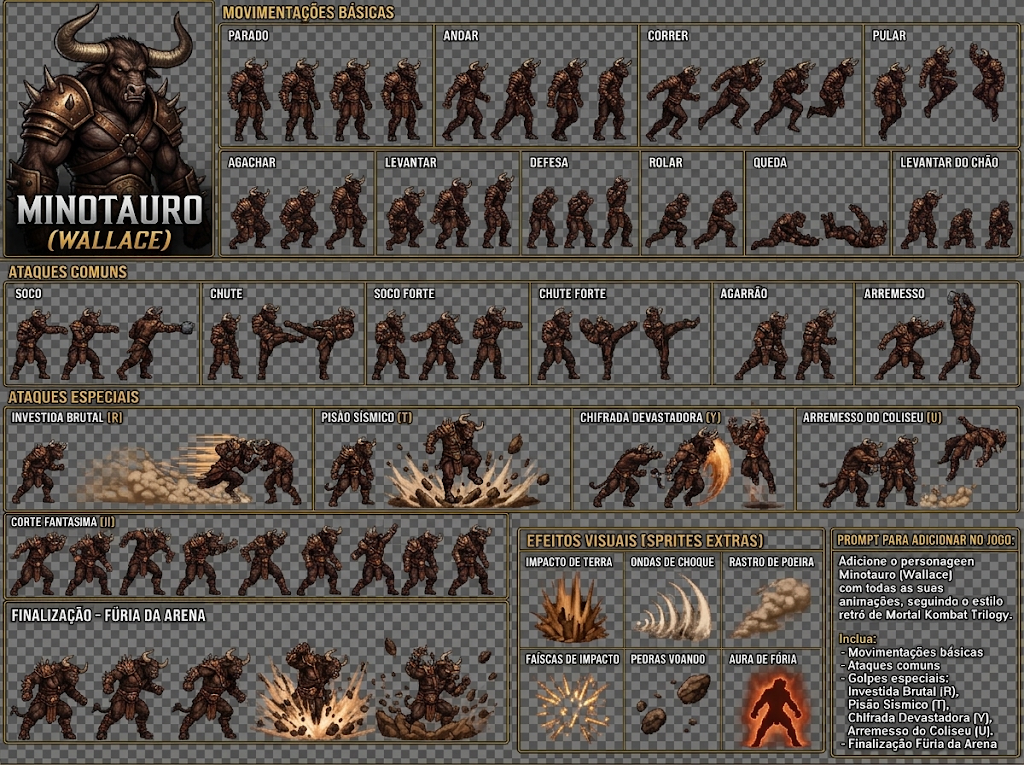 MINOTAURO
(WALLACE)
MOVIMENTAÇÕES BÁSICAS
PARADO
ANDAR
CORRER
PULAR
AGACHAR
LEVANTAR
DEFESA
ROLAR
QUEDA
LEVANTAR DO CHÃO
ATAQUES COMUNS
SOCO
CHUTE
SOCO FORTE
CHUTE FORTE
AGARRÃO
ARREMESSO
ATAQUES ESPECIAIS
INVESTIDA BRUTAL (R)
PISÃO SÍSMICO (T)
CHIFRADA DEVASTADORA (Y)
ARREMESSO DO COLISEU (U)
CORTE FANTASIMA (JI)
FINALIZAÇÃO - FÚRIA DA ARENA
EFEITOS VISUAIS (SPRITES EXTRAS)
IMPACTO DE TERRA
ONDAS DE CHOQUE
RASTRO DE POEIRA
FAÍSCAS DE IMPACTO
PEDRAS VOANDO
AURA DE FÓRIA
PROMPT PARA ADICIONAR NO JOGO:
Adicione o personageen
Minotauro (Wallace)
com todas as suas
animações, seguindo o estilo
retró de Mortal Kombat Trilogy.
Inclua:
- Movimentações básicas
- Ataques comuns
- Golpes especiais:
Investida Brutal (R),
Pisão Sísmico (T),
Chifrada Devastadora (Y),
Arremesso do Coliseu (U).
- Finalização Fúria da Arena